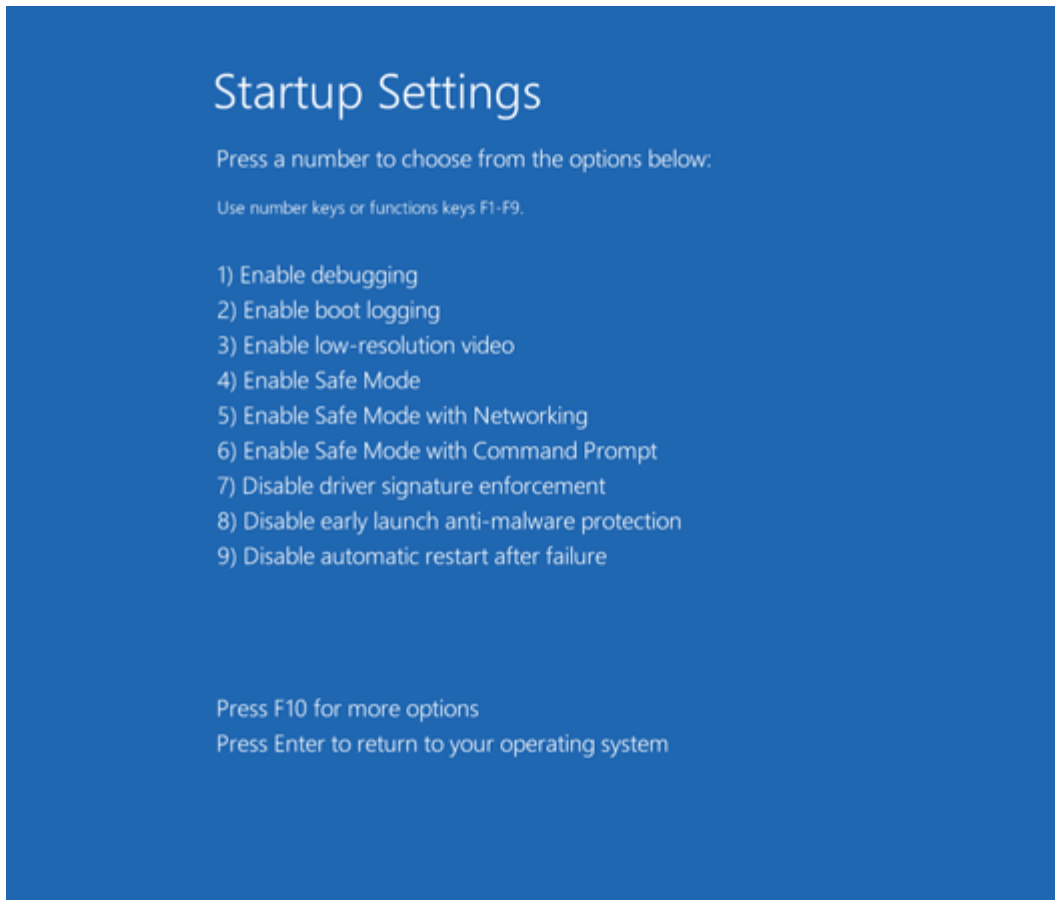 Startup Settings
Press a number to choose from the options below:
Use number keys or functions keys F1-F9.
1) Enable debugging
2) Enable boot logging
3) Enable low-resolution video
4) Enable Safe Mode
5) Enable Safe Mode with Networking
6) Enable Safe Mode with Command Prompt
7) Disable driver signature enforcement
8) Disable early launch anti-malware protection
9) Disable automatic restart after failure
Press F10 for more options
Press Enter to return to your operating system